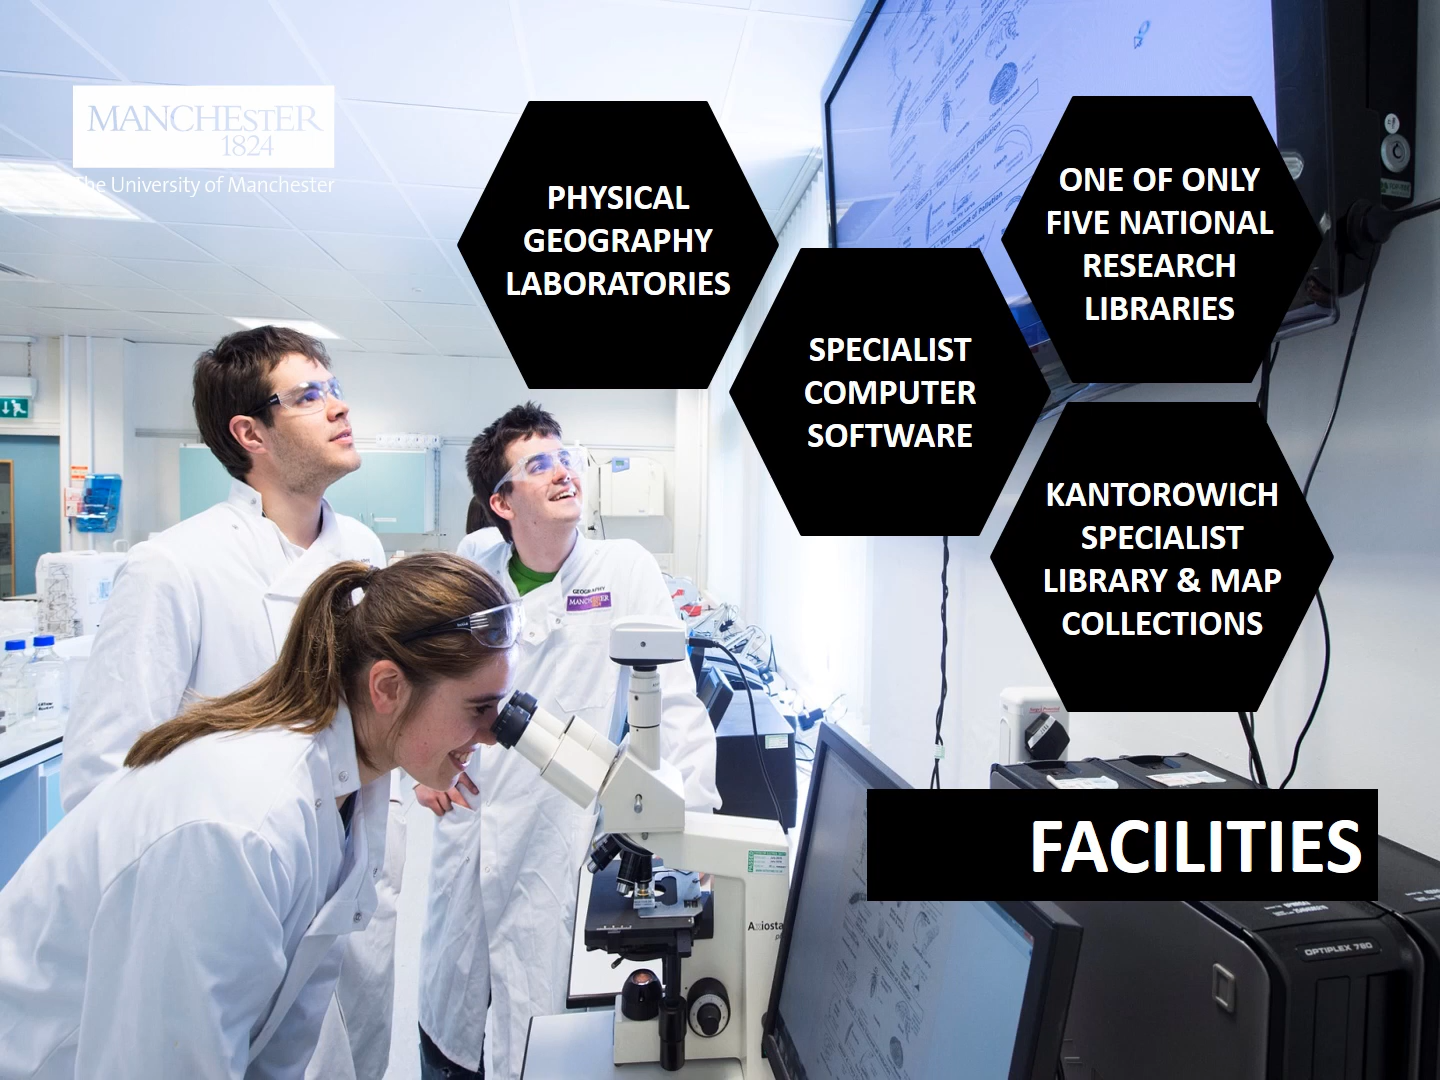 MANCHESTER
1824
The University of Manchester
PHYSICAL
GEOGRAPHY
LABORATORIES
ONE OF ONLY
FIVE NATIONAL
RESEARCH
LIBRARIES
SPECIALIST
COMPUTER
SOFTWARE
KANTOROWICH
SPECIALIST
LIBRARY & MAP
COLLECTIONS
GEOGRAPHY
MANCHESTER
1824
FACILITIES
OPTIPLEX 780